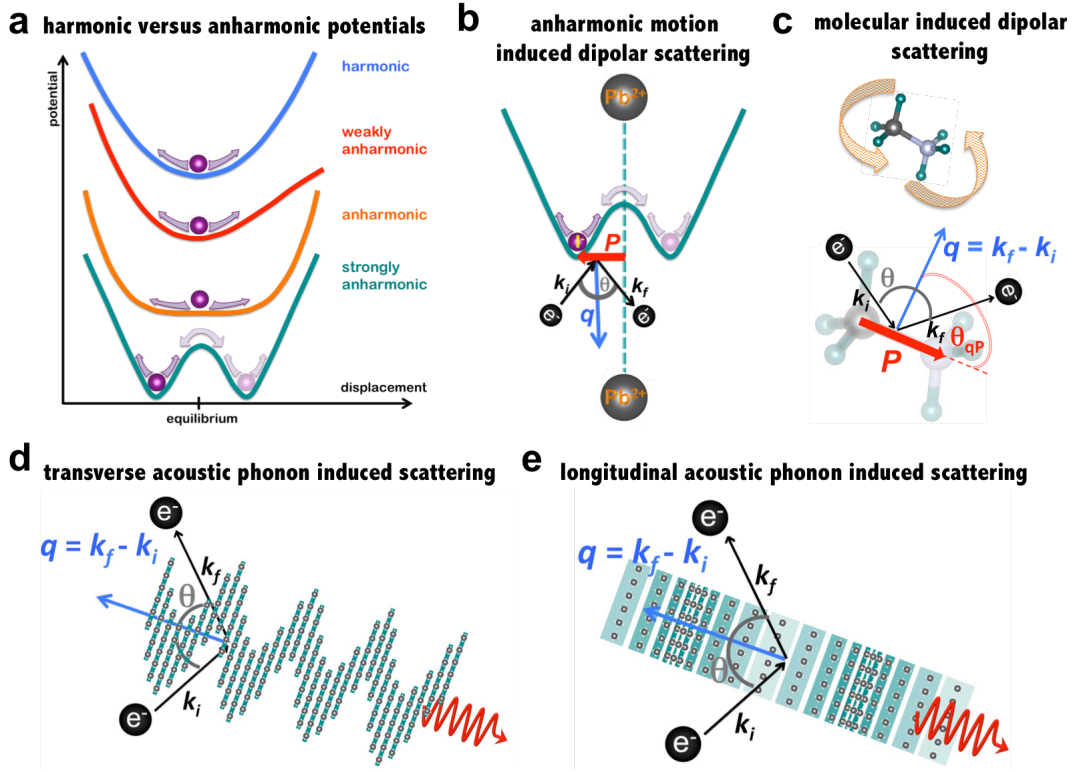 a harmonic versus anharmonic potentials
potential
harmonic
weakly
anharmonic
anharmonic
strongly
anharmonic
displacement
equilibrium
b anharmonic motion
induced dipolar scattering
Pb2+
I-
P
ki
θ
kf
e-
q
e-
Pb2+
c molecular induced dipolar
scattering
q = kf - ki
e-
θ
e-
ki
kf
θqP
P
d transverse acoustic phonon induced scattering
e-
q = kf - ki
kf
θ
ki
e-
e longitudinal acoustic phonon induced scattering
e-
q = kf - ki
kf
θ
ki
e-